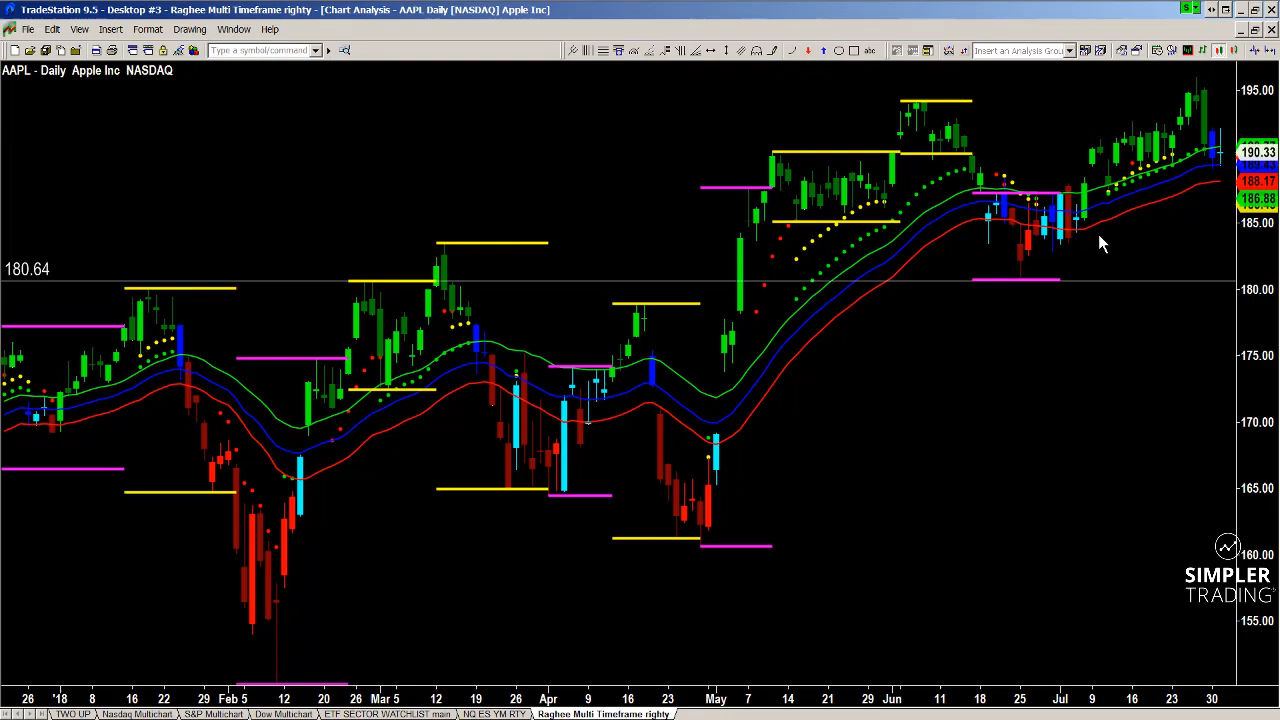 TradeStation 9.5 - Desktop #3 - Raghee Multi Timeframe righty - [Chart Analysis - AAPL Daily [NASDAQ] Apple Inc]
S
File Edit View Insert Format Drawing Window Help
Type a symbol/command
abc
Insert an Analysis Grou
AAPL - Daily Apple Inc NASDAQ
195.00
190.33
188.17
186.88
185.00
180.64
180.00
175.00
170.00
165.00
160.00
SIMPLER
TRADING
155.00
26 '18 8 16 22 29 Feb 5 12 20 26 Mar 5 12 19 26 Apr 9 16 23 May 7 14 21 29 Jun 11 18 25 Jul 9 16 23 30
TWO UP Nasdaq Multichart S&P Multichart Dow Multichart ETF SECTOR WATCHLIST main NQ ES YM RTY Raghee Multi Timeframe righty